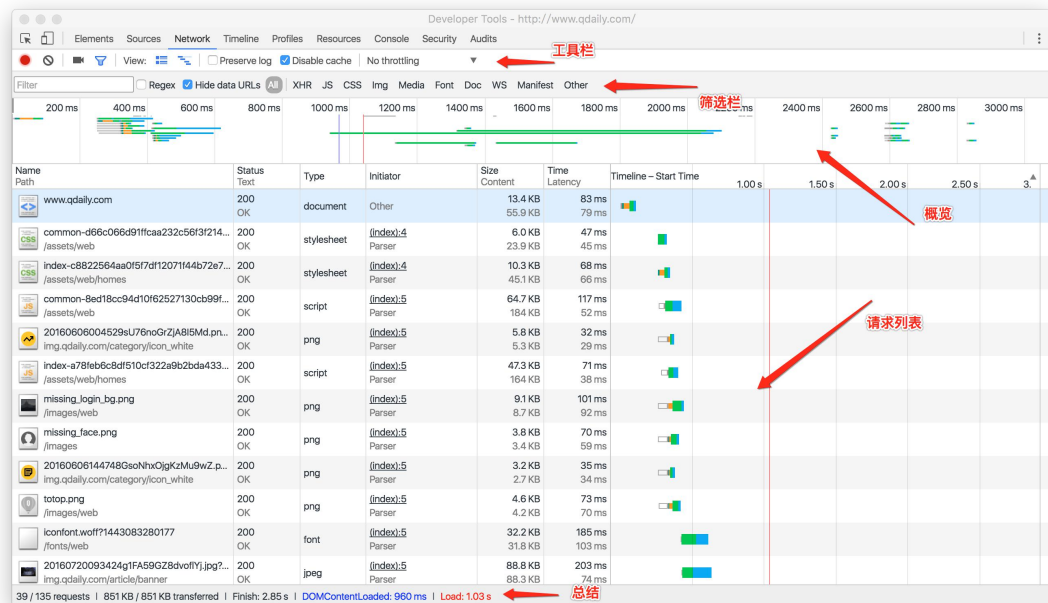 Developer Tools - http://www.qdaily.com/
Elements Sources Network Timeline Profiles Resources Console Security Audits
View: Preserve log Disable cache No throttling
工具栏
Filter Regex Hide data URLs All XHR JS CSS Img Media Font Doc WS Manifest Other
筛选栏
200 ms 400 ms 600 ms 800 ms 1000 ms 1200 ms 1400 ms 1600 ms 1800 ms 2000 ms 2400 ms 2600 ms 2800 ms 3000 ms
Name Status Type Initiator Size Time Timeline – Start Time
Path Text Content Latency 1.00 s 1.50 s 2.00 s 2.50 s 3.
概览
www.qdaily.com 200 document Other 13.4 KB 83 ms
OK 55.9 KB 79 ms
common-d66c066d91ffcaa232c56f3f214... 200 stylesheet (index):4 6.0 KB 47 ms
/assets/web OK Parser 23.9 KB 45 ms
index-c8822564aa0f5f7df12071f44b72e7... 200 stylesheet (index):4 10.3 KB 68 ms
/assets/web/homes OK Parser 45.1 KB 66 ms
common-8ed18cc94d10f62527130cb99f... 200 script (index):5 64.7 KB 117 ms
/assets/web OK Parser 184 KB 52 ms
请求列表
20160606004529sU76noGrZjA8I5Md.pn... 200 png (index):5 5.8 KB 32 ms
img.qdaily.com/category/icon_white OK Parser 5.3 KB 29 ms
index-a78feb6c8df510cf322a9b2bda433... 200 script (index):5 47.3 KB 71 ms
/assets/web/homes OK Parser 164 KB 38 ms
missing_login_bg.png 200 png (index):5 9.1 KB 101 ms
/images/web OK Parser 8.7 KB 92 ms
missing_face.png 200 png (index):5 3.8 KB 70 ms
/images OK Parser 3.4 KB 59 ms
20160606144748GsoNhxOjgKzMu9wZ.p... 200 png (index):5 3.2 KB 35 ms
img.qdaily.com/category/icon_white OK Parser 2.7 KB 34 ms
totop.png 200 png (index):5 4.6 KB 73 ms
/images/web OK Parser 4.2 KB 70 ms
iconfont.woff?1443083280177 200 font (index):5 32.2 KB 185 ms
/fonts/web OK Parser 31.8 KB 103 ms
20160720093424g1FA59GZ8dvoflYj.jpg?... 200 jpeg (index):5 88.8 KB 203 ms
img.qdaily.com/article/banner OK Parser 88.3 KB 74 ms
39 / 135 requests | 851 KB / 851 KB transferred | Finish: 2.85 s | DOMContentLoaded: 960 ms | Load: 1.03 s
总结